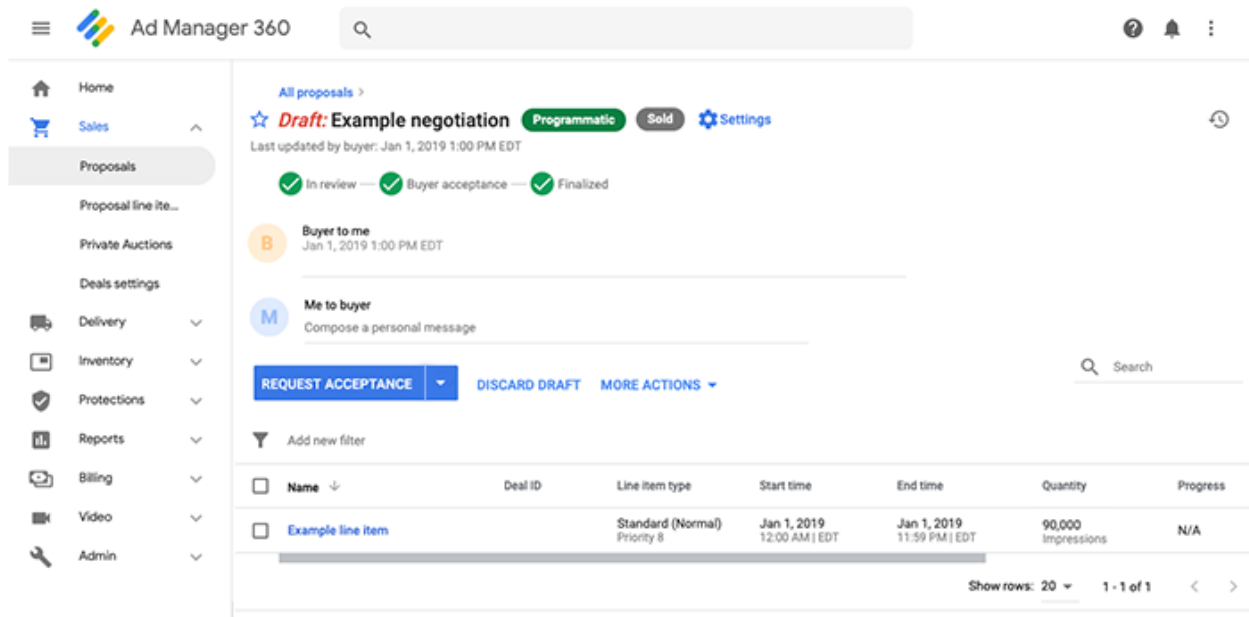 Ad Manager 360
Home
Sales
Proposals
Proposal line ite...
Private Auctions
Deals settings
Delivery
Inventory
Protections
Reports
Billing
Video
Admin
All proposals >
Draft: Example negotiation Programmatic Sold Settings
Last updated by buyer: Jan 1, 2019 1:00 PM EDT
In review Buyer acceptance Finalized
B Buyer to me
Jan 1, 2019 1:00 PM EDT
M Me to buyer
Compose a personal message
REQUEST ACCEPTANCE DISCARD DRAFT MORE ACTIONS Search
Add new filter
Name Deal ID Line item type Start time End time Quantity Progress
Example line item Standard (Normal) Jan 1, 2019 Jan 1, 2019 90,000 N/A
Priority 8 12:00 AM | EDT 11:59 PM | EDT Impressions
Show rows: 20 1 - 1 of 1